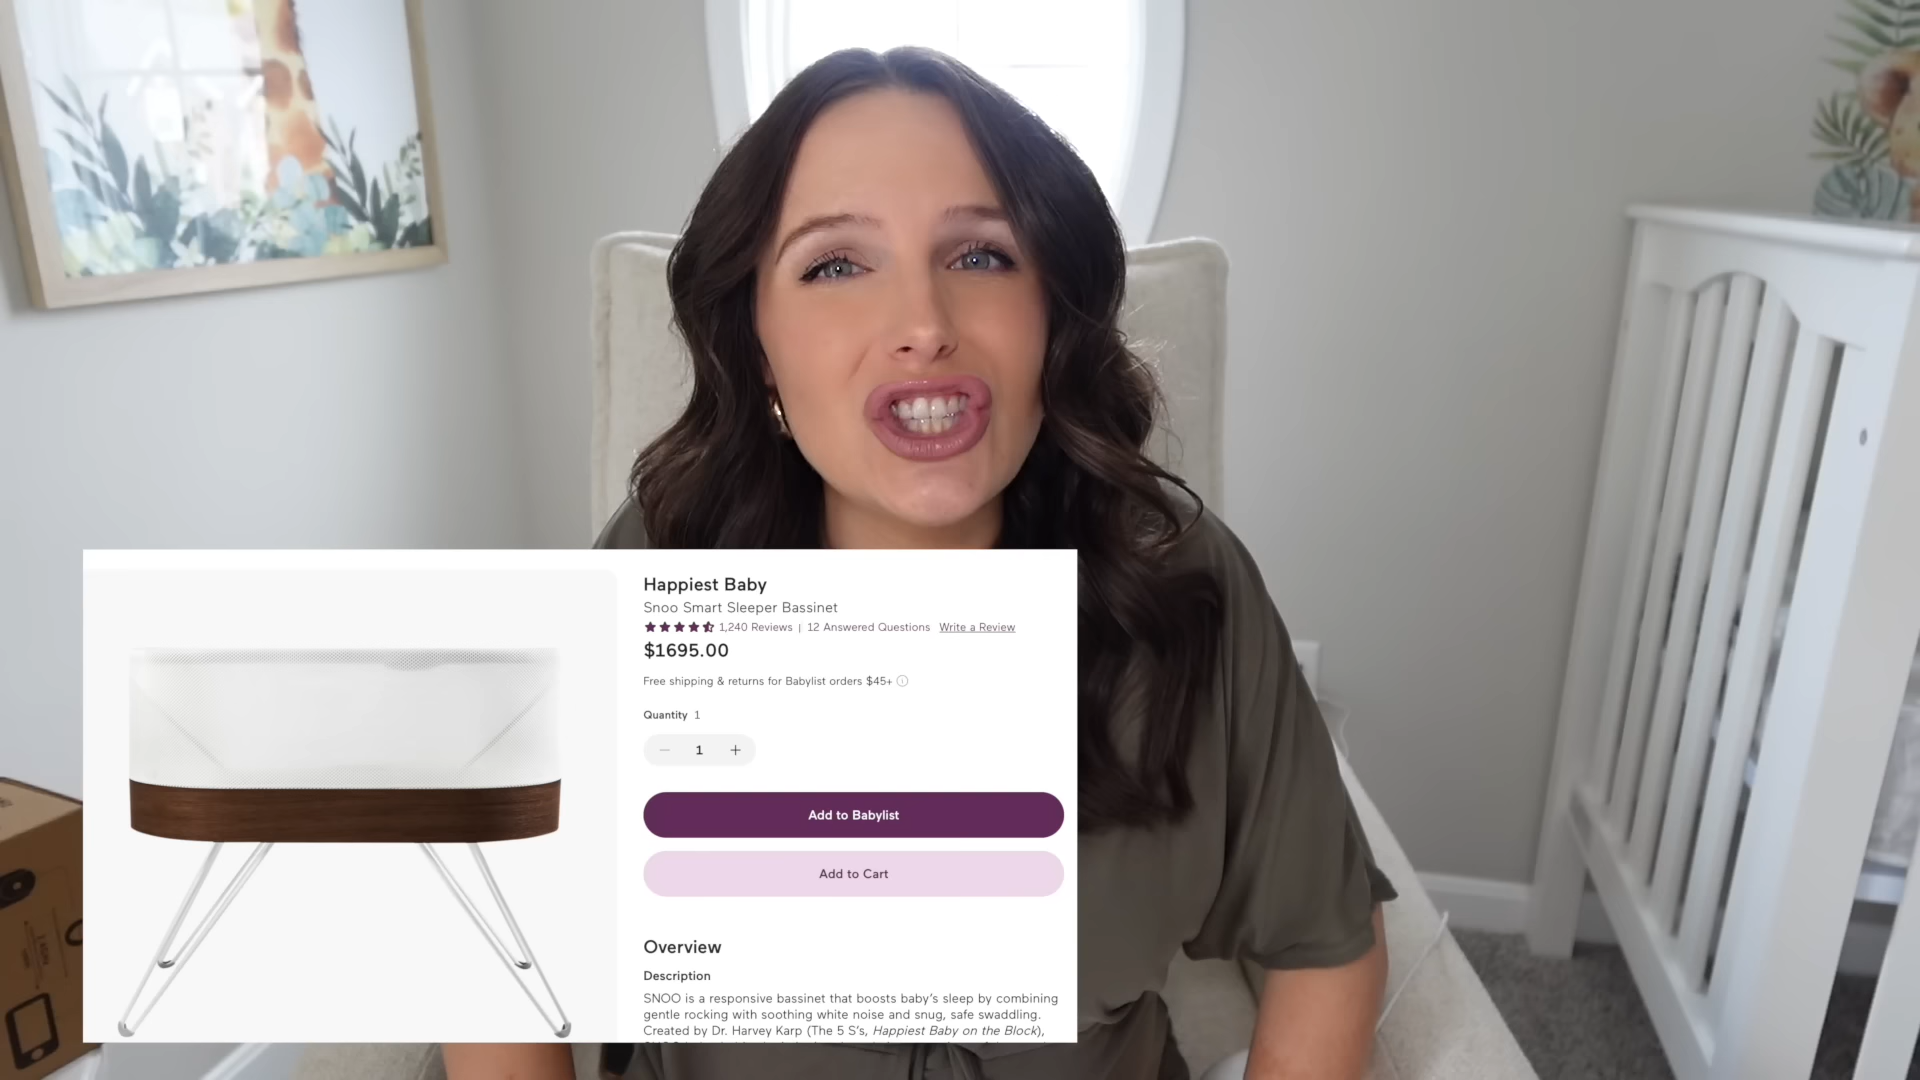 Happiest Baby
Snoo Smart Sleeper Bassinet
1,240 Reviews | 12 Answered Questions Write a Review
$1695.00
Free shipping & returns for Babylist orders $45+
Quantity 1
1
Add to Babylist
Add to Cart
Overview
Description
SNOO is a responsive bassinet that boosts baby's sleep by combining
gentle rocking with soothing white noise and snug, safe swaddling.
Created by Dr. Harvey Karp (The 5 S's, Happiest Baby on the Block),